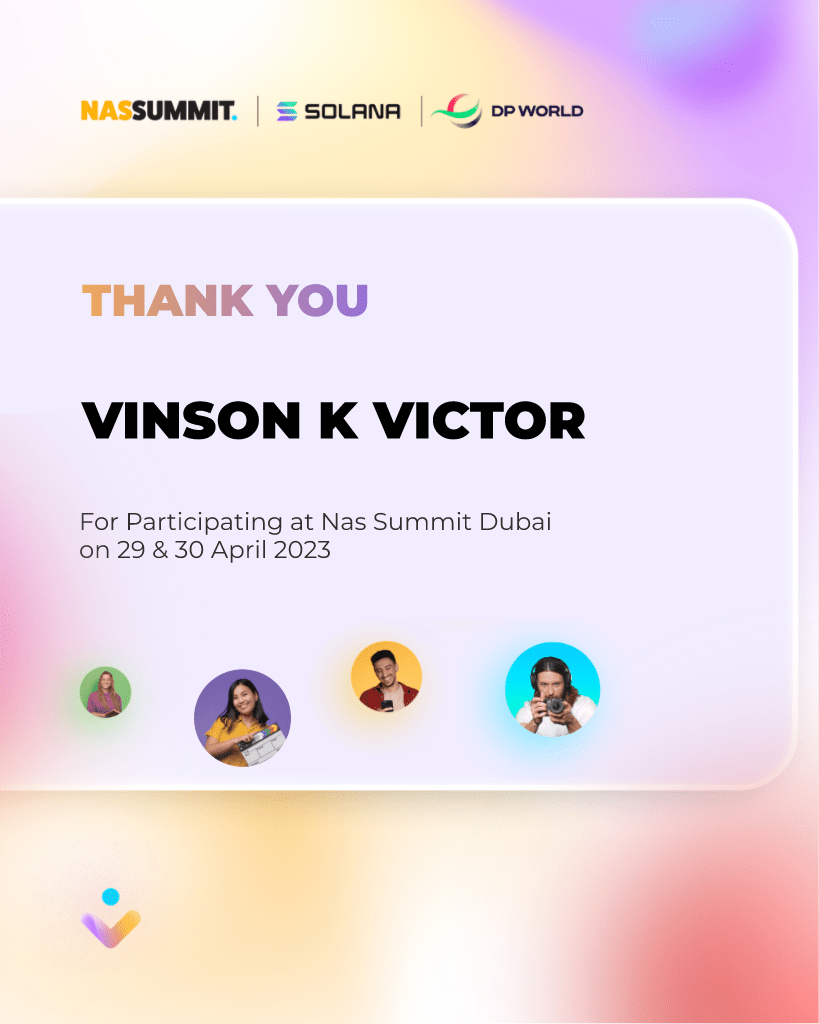 NASSUMMIT. SOLANA DP WORLD
THANK YOU
VINSON K VICTOR
For Participating at Nas Summit Dubai
on 29 & 30 April 2023